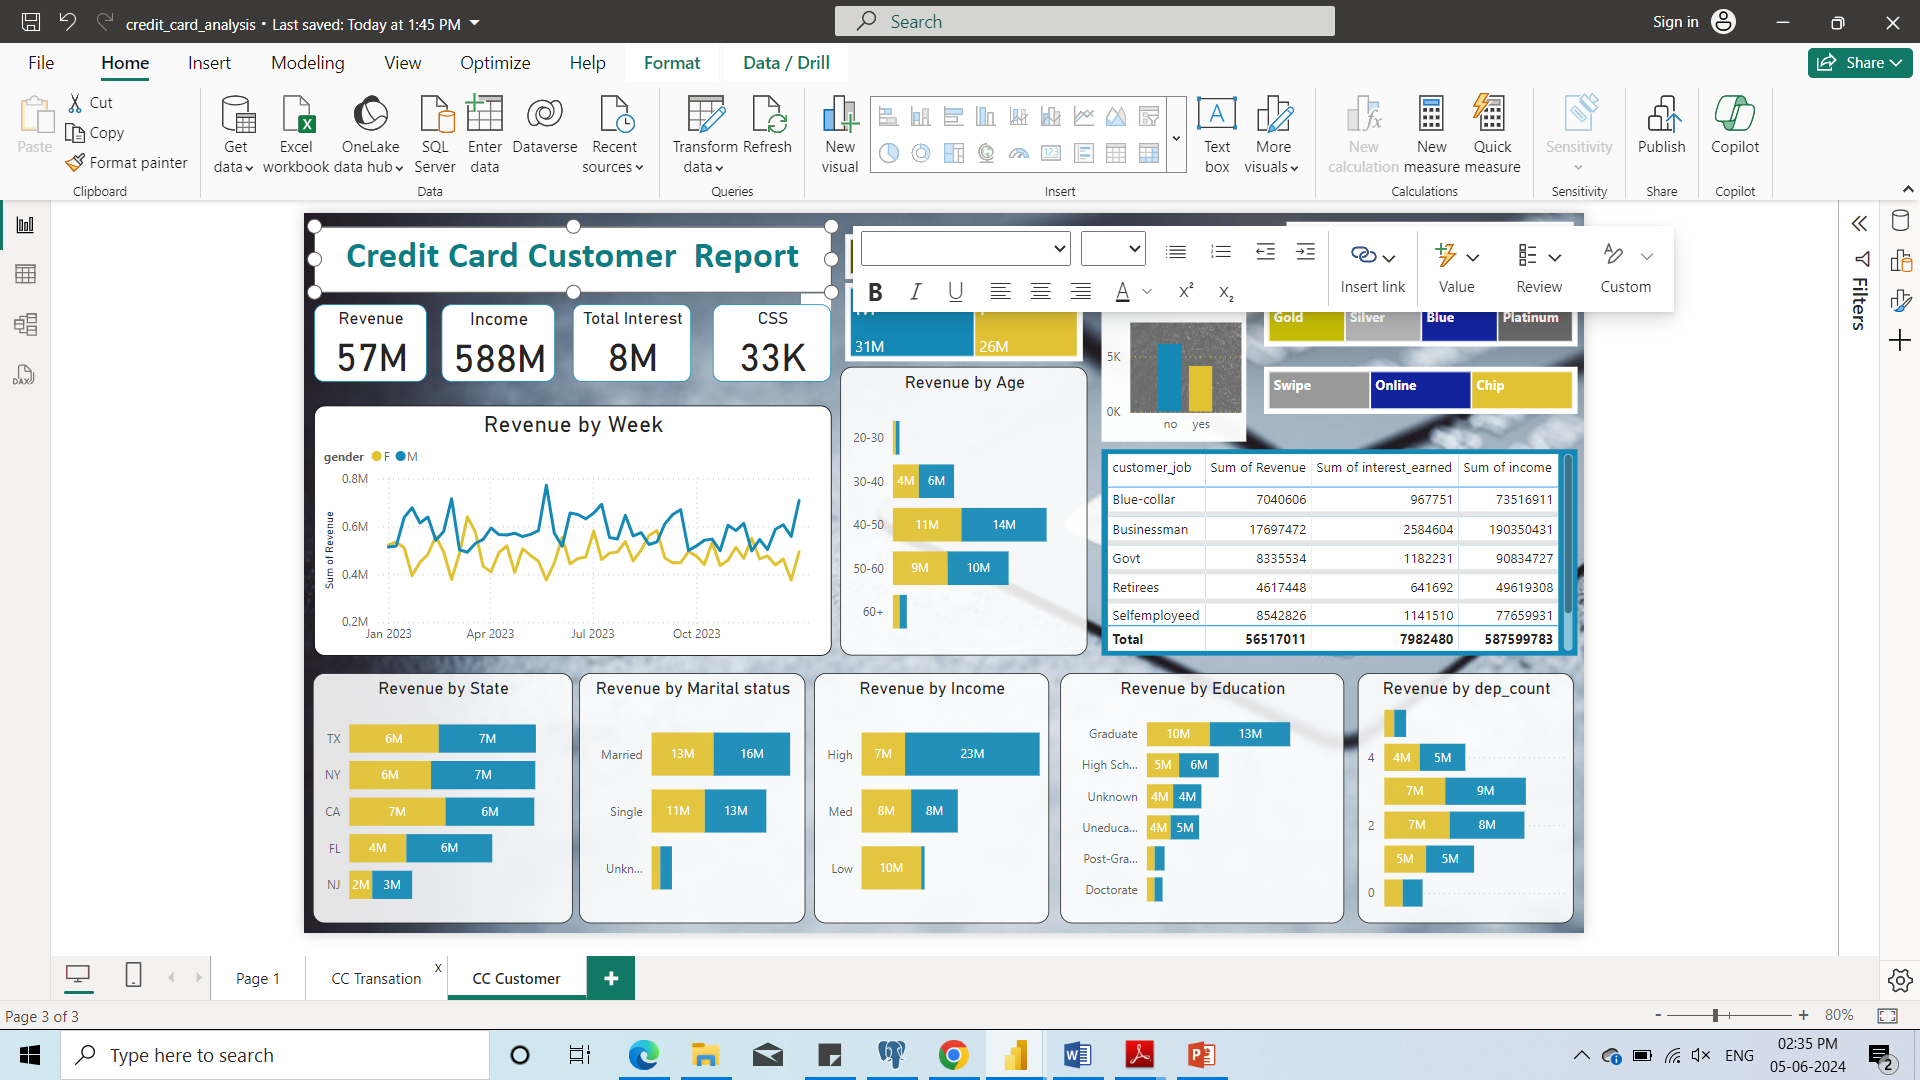 credit_card_analysis • Last saved: Today at 1:45 PM
Search
Sign in
File Home Insert Modeling View Optimize Help Format Data / Drill
Share
Paste
Cut
Copy
Format painter
Clipboard
Get data
Excel workbook
OneLake data hub
SQL Server
Enter data
Dataverse
Recent sources
Data
Transform data
Refresh
Queries
New visual
Text box
More visuals
Insert
New calculation
New measure
Quick measure
Calculations
Sensitivity
Sensitivity
Publish
Share
Copilot
Copilot
Credit Card Customer Report
B I U A x² x₂
Insert link
Value
Review
Custom
Filters
Revenue
57M
Income
588M
Total Interest
8M
CSS
33K
31M
26M
5K
0K
no yes
Gold Silver Blue Platinum
Swipe Online Chip
Revenue by Week
gender F M
Sum of Revenue
0.8M
0.6M
0.4M
0.2M
Jan 2023 Apr 2023 Jul 2023 Oct 2023
Revenue by Age
20-30
30-40 4M 6M
40-50 11M 14M
50-60 9M 10M
60+
customer_job Sum of Revenue Sum of interest_earned Sum of income
Blue-collar 7040606 967751 73516911
Businessman 17697472 2584604 190350431
Govt 8335534 1182231 90834727
Retirees 4617448 641692 49619308
Selfemployeed 8542826 1141510 77659931
Total 56517011 7982480 587599783
Revenue by State
TX 6M 7M
NY 6M 7M
CA 7M 6M
FL 4M 6M
NJ 2M 3M
Revenue by Marital status
Married 13M 16M
Single 11M 13M
Unkn...
Revenue by Income
High 7M 23M
Med 8M 8M
Low 10M
Revenue by Education
Graduate 10M 13M
High Sch... 5M 6M
Unknown 4M 4M
Uneduca... 4M 5M
Post-Gra...
Doctorate
Revenue by dep_count
4 4M 5M
7M 9M
2 7M 8M
5M 5M
0
Page 1
CC Transation x
CC Customer
+
Page 3 of 3
- + 80%
Type here to search
ENG
02:35 PM
05-06-2024
2